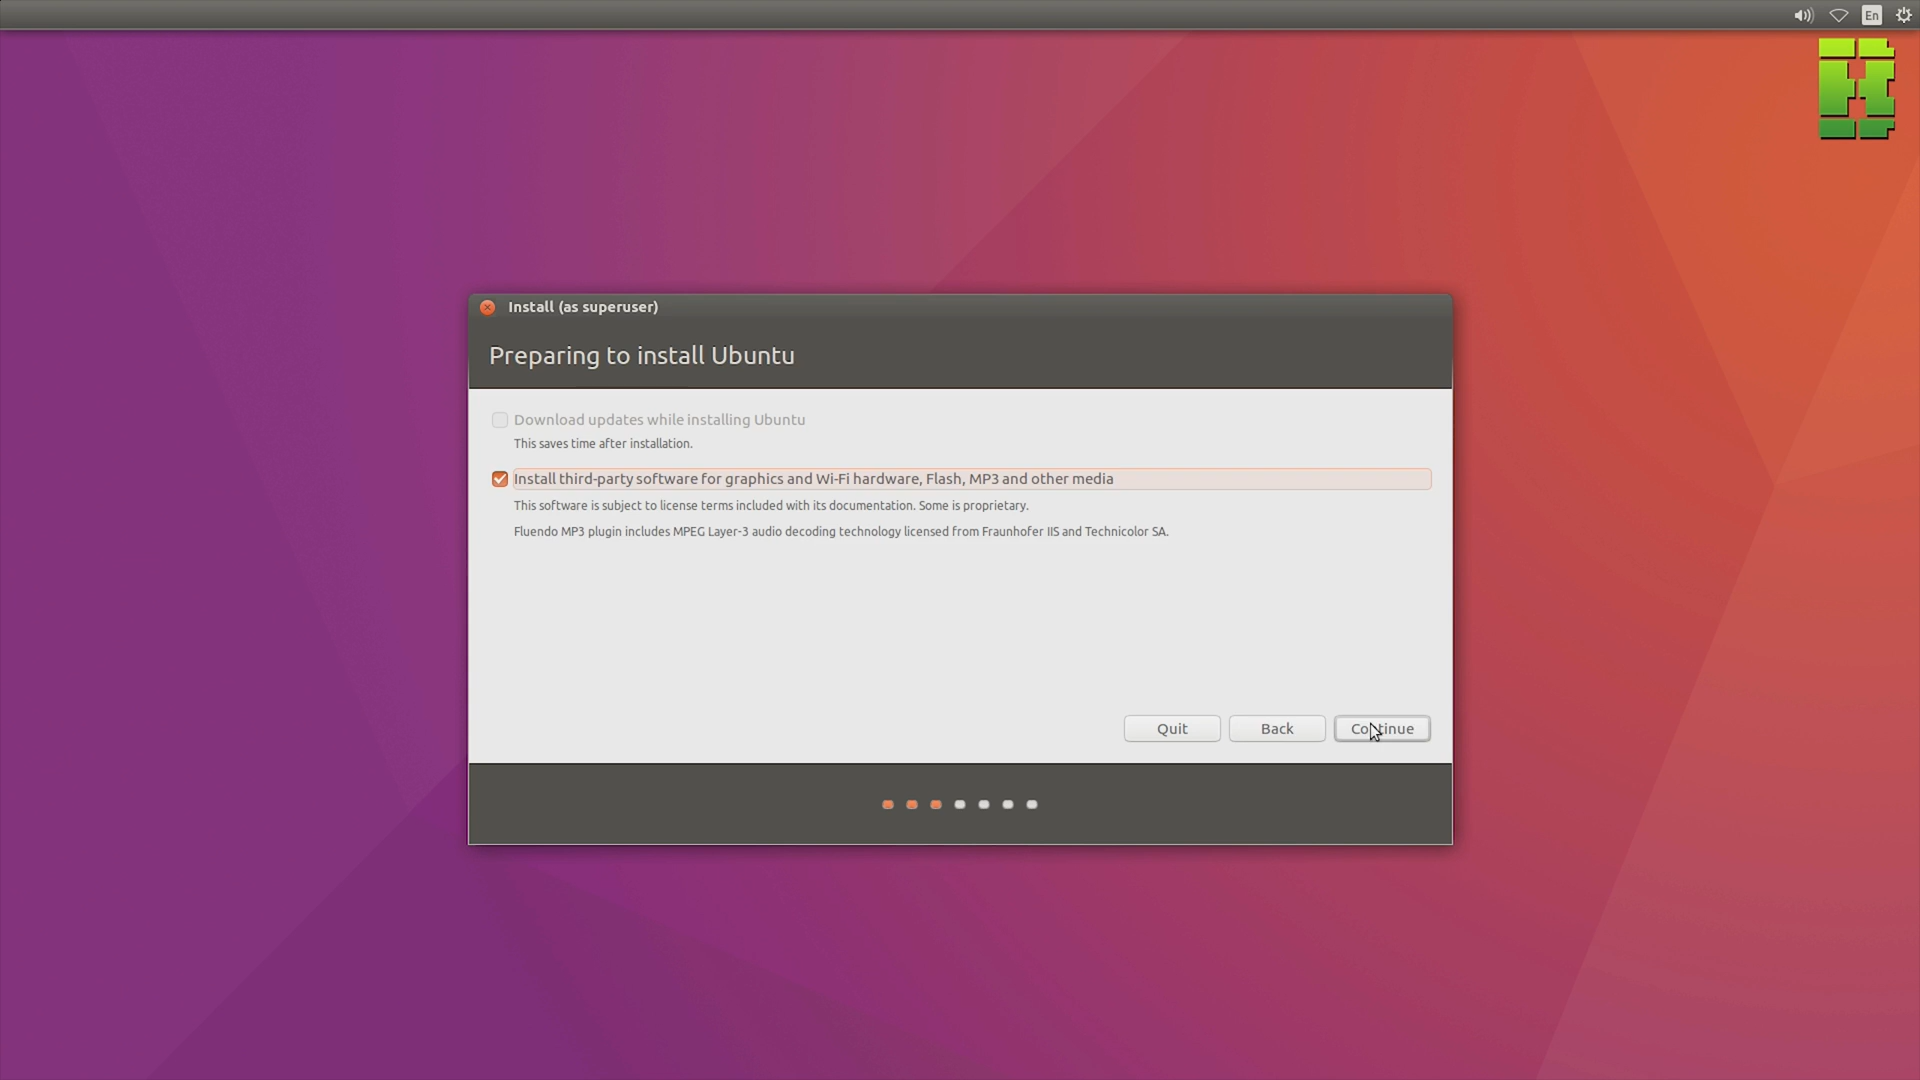 En
Install (as superuser)
Preparing to install Ubuntu
Download updates while installing Ubuntu
This saves time after installation.
Install third-party software for graphics and Wi-Fi hardware, Flash, MP3 and other media
This software is subject to license terms included with its documentation. Some is proprietary.
Fluendo MP3 plugin includes MPEG Layer-3 audio decoding technology licensed from Fraunhofer IIS and Technicolor SA.
Quit Back Continue